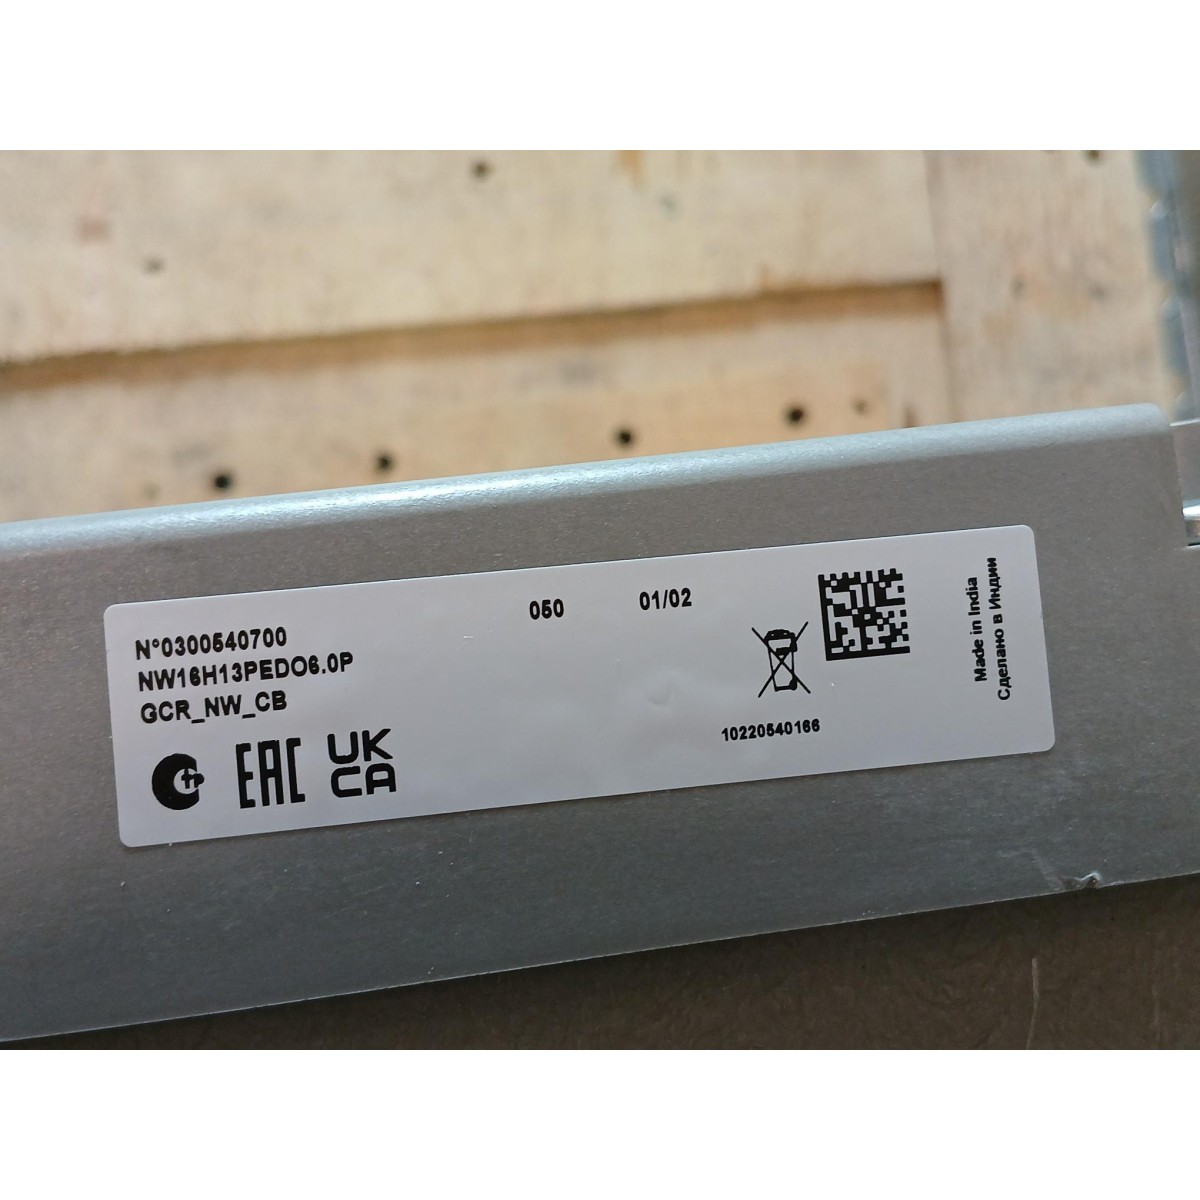 050 01/02
N°0300540700
NW16H13PEDO6.0P
GCR_NW_CB
EAC UK
CA
10220540166
Made in India
Сделано в Индии